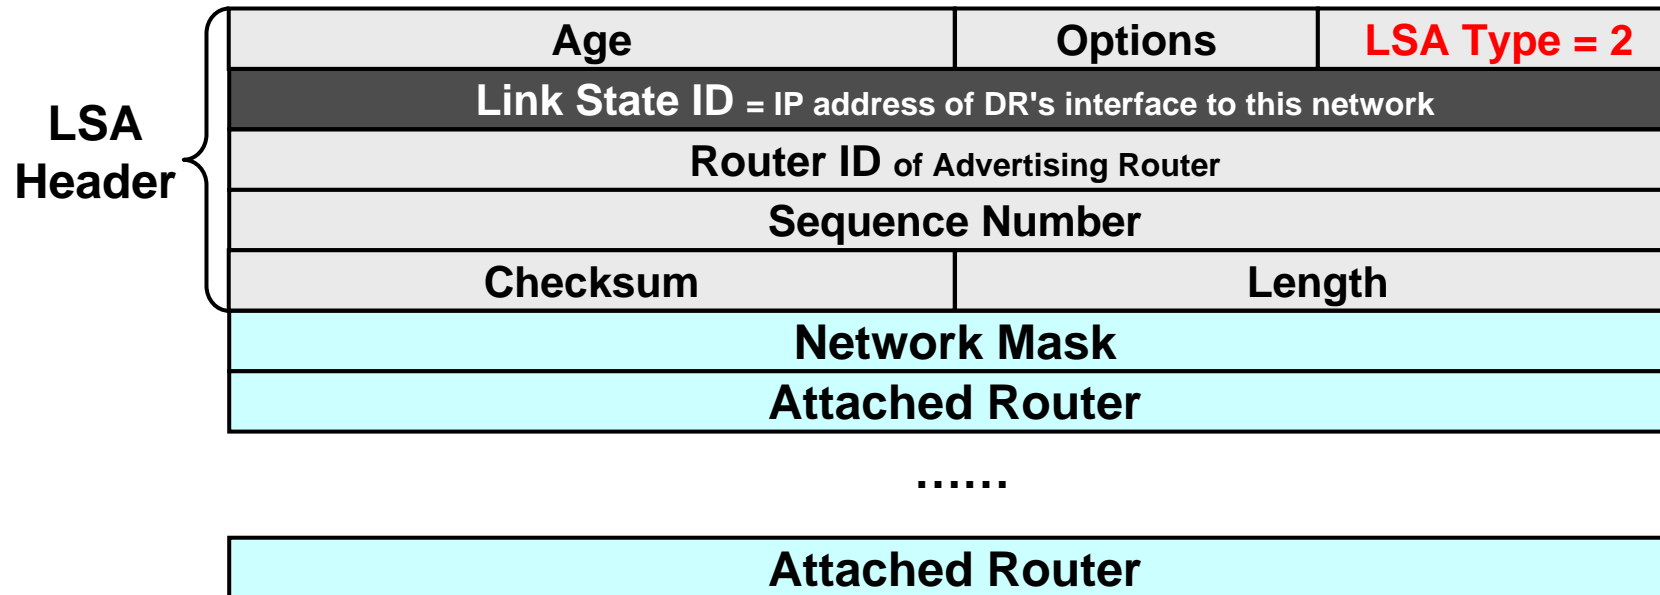 Age Options LSA Type = 2
LSA
Header
Link State ID = IP address of DR's interface to this network
Router ID of Advertising Router
Sequence Number
Checksum Length
Network Mask
Attached Router
......
Attached Router